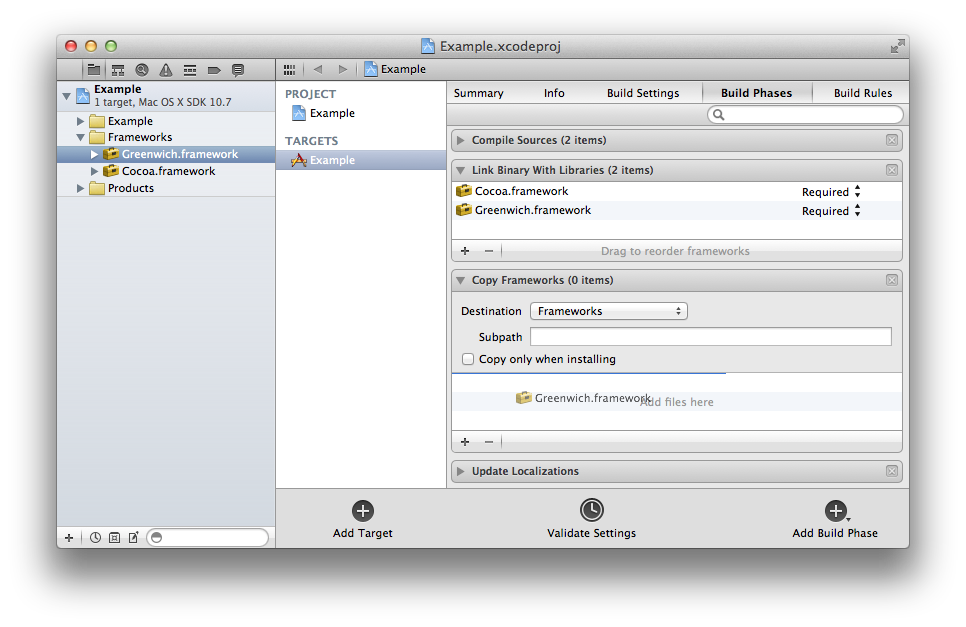 Example.xcodeproj
Example
Example
1 target, Mac OS X SDK 10.7
Example
Frameworks
Greenwich.framework
Cocoa.framework
Products
PROJECT
Example
TARGETS
Example
Summary Info Build Settings Build Phases Build Rules
Compile Sources (2 items)
Link Binary With Libraries (2 items)
Cocoa.framework Required
Greenwich.framework Required
Drag to reorder frameworks
Copy Frameworks (0 items)
Destination Frameworks
Subpath
Copy only when installing
Greenwich.framework
Add files here
Update Localizations
Add Target Validate Settings Add Build Phase